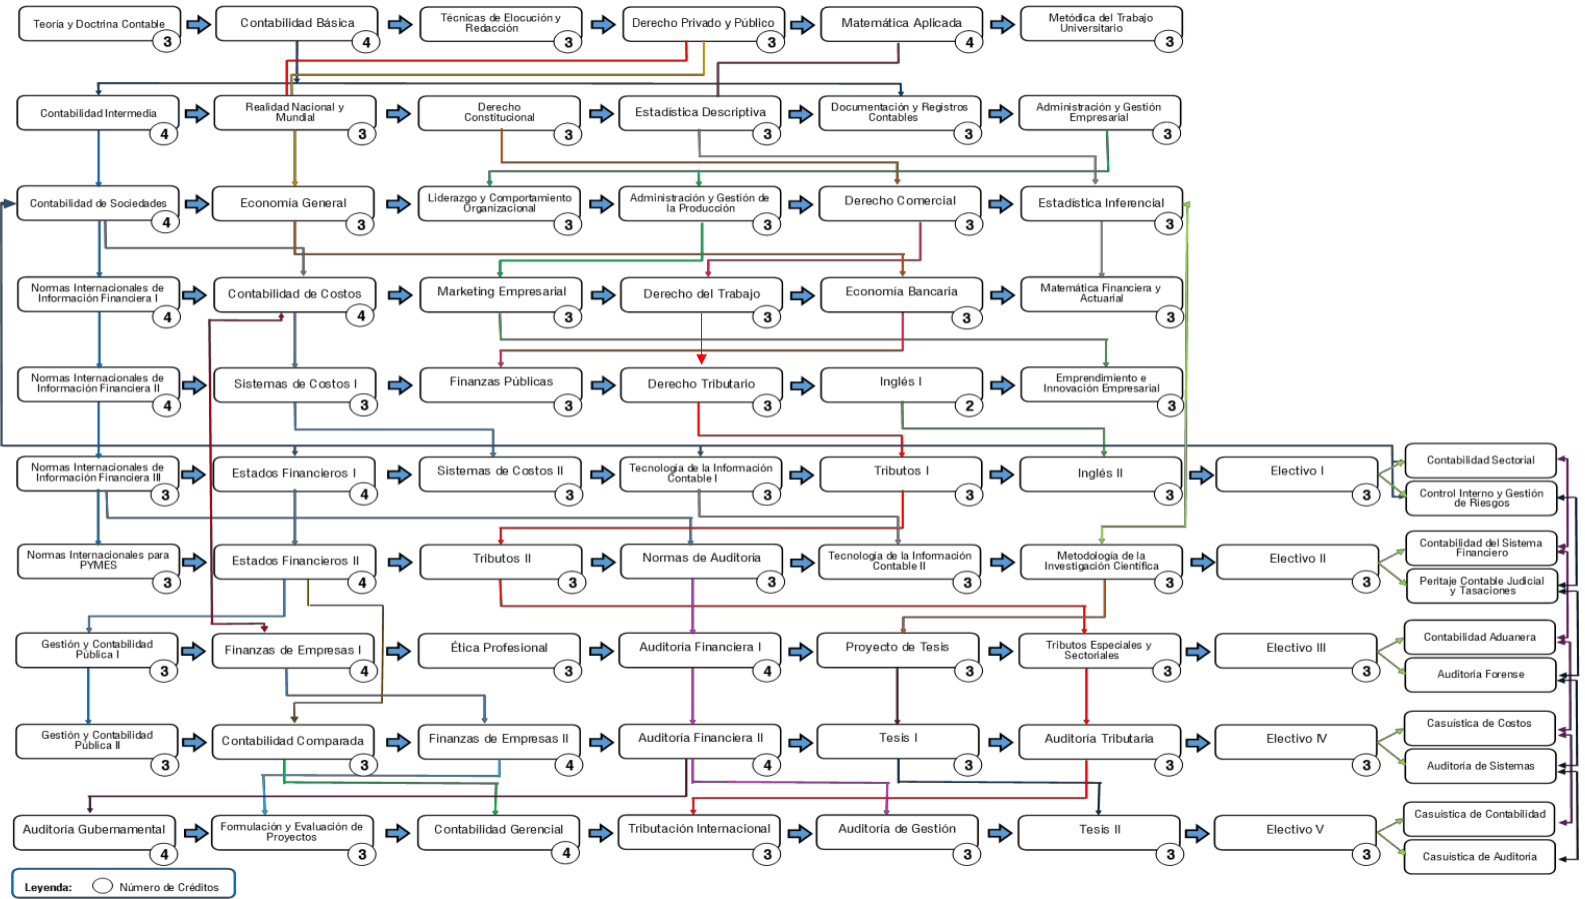 Teoría y Doctrina Contable
3
Contabilidad Básica
4
Técnicas de Elocución y
Redacción
3
Derecho Privado y Público
3
Matemática Aplicada
4
Metódica del Trabajo
Universitario
3
Contabilidad Intermedia
4
Realidad Nacional y
Mundial
3
Derecho
Constitucional
3
Estadística Descriptiva
3
Documentación y Registros
Contables
3
Administración y Gestión
Empresarial
3
Contabilidad de Sociedades
4
Economía General
3
Liderazgo y Comportamiento
Organizacional
3
Administración y Gestión de
la Producción
3
Derecho Comercial
3
Estadística Inferencial
3
Normas Internacionales de
Información Financiera I
4
Contabilidad de Costos
4
Marketing Empresarial
3
Derecho del Trabajo
3
Economía Bancaria
3
Matemática Financiera y
Actuarial
3
Normas Internacionales de
Información Financiera II
4
Sistemas de Costos I
3
Finanzas Públicas
3
Derecho Tributario
3
Inglés I
2
Emprendimiento e
Innovación Empresarial
3
Normas Internacionales de
Información Financiera III
3
Estados Financieros I
4
Sistemas de Costos II
3
Tecnología de la Información
Contable I
3
Tributos I
3
Inglés II
3
Electivo I
3
Contabilidad Sectorial
Control Interno y Gestión
de Riesgos
Normas Internacionales para
PYMES
3
Estados Financieros II
4
Tributos II
3
Normas de Auditoría
3
Tecnología de la Información
Contable II
3
Metodología de la
Investigación Científica
3
Electivo II
3
Contabilidad del Sistema
Financiero
Peritaje Contable Judicial
y Tasaciones
Gestión y Contabilidad
Pública I
3
Finanzas de Empresas I
4
Ética Profesional
3
Auditoría Financiera I
4
Proyecto de Tesis
3
Tributos Especiales y
Sectoriales
3
Electivo III
3
Contabilidad Aduanera
Auditoría Forense
Gestión y Contabilidad
Pública II
3
Contabilidad Comparada
3
Finanzas de Empresas II
4
Auditoría Financiera II
4
Tesis I
3
Auditoría Tributaria
3
Electivo IV
3
Casuística de Costos
Auditoría de Sistemas
Auditoría Gubernamental
4
Formulación y Evaluación de
Proyectos
3
Contabilidad Gerencial
4
Tributación Internacional
3
Auditoría de Gestión
3
Tesis II
3
Electivo V
3
Casuística de Contabilidad
Casuística de Auditoría
Leyenda: Número de Créditos